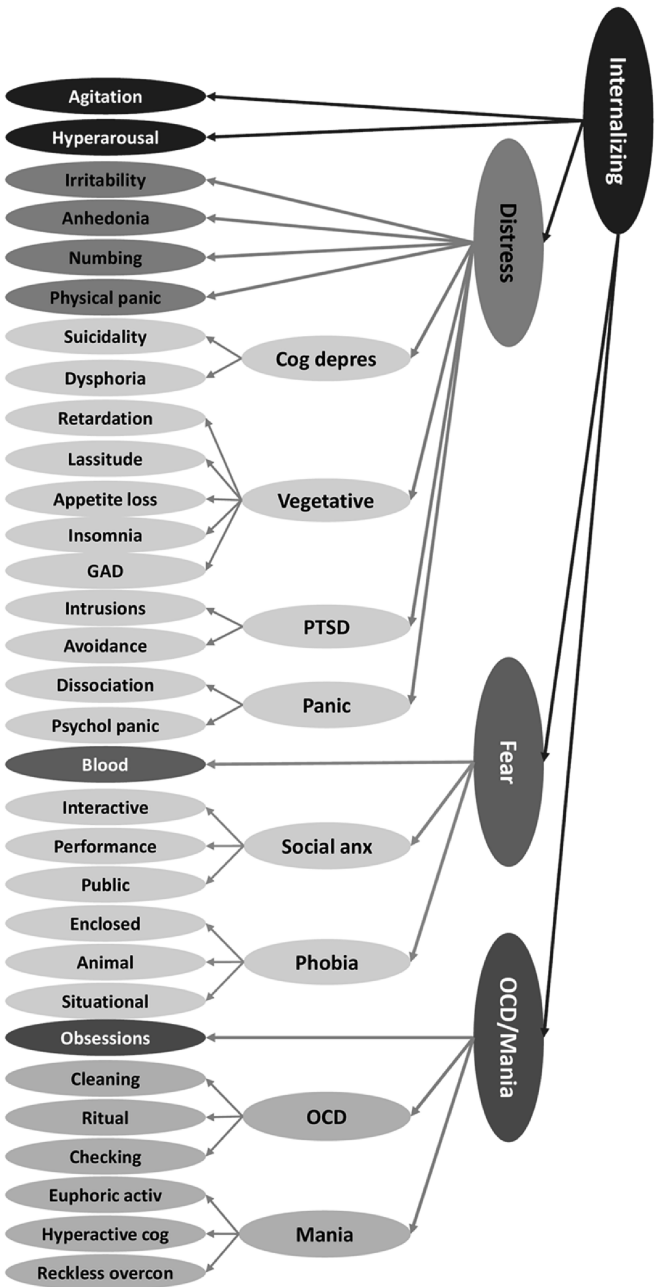 Internalizing
Agitation
Hyperarousal
Distress
Irritability
Anhedonia
Numbing
Physical panic
Cog depres
Suicidality
Dysphoria
Vegetative
Retardation
Lassitude
Appetite loss
Insomnia
GAD
PTSD
Intrusions
Avoidance
Panic
Dissociation
Psychol panic
Fear
Blood
Social anx
Interactive
Performance
Public
Phobia
Enclosed
Animal
Situational
OCD/Mania
Obsessions
OCD
Cleaning
Ritual
Checking
Mania
Euphoric activ
Hyperactive cog
Reckless overcon